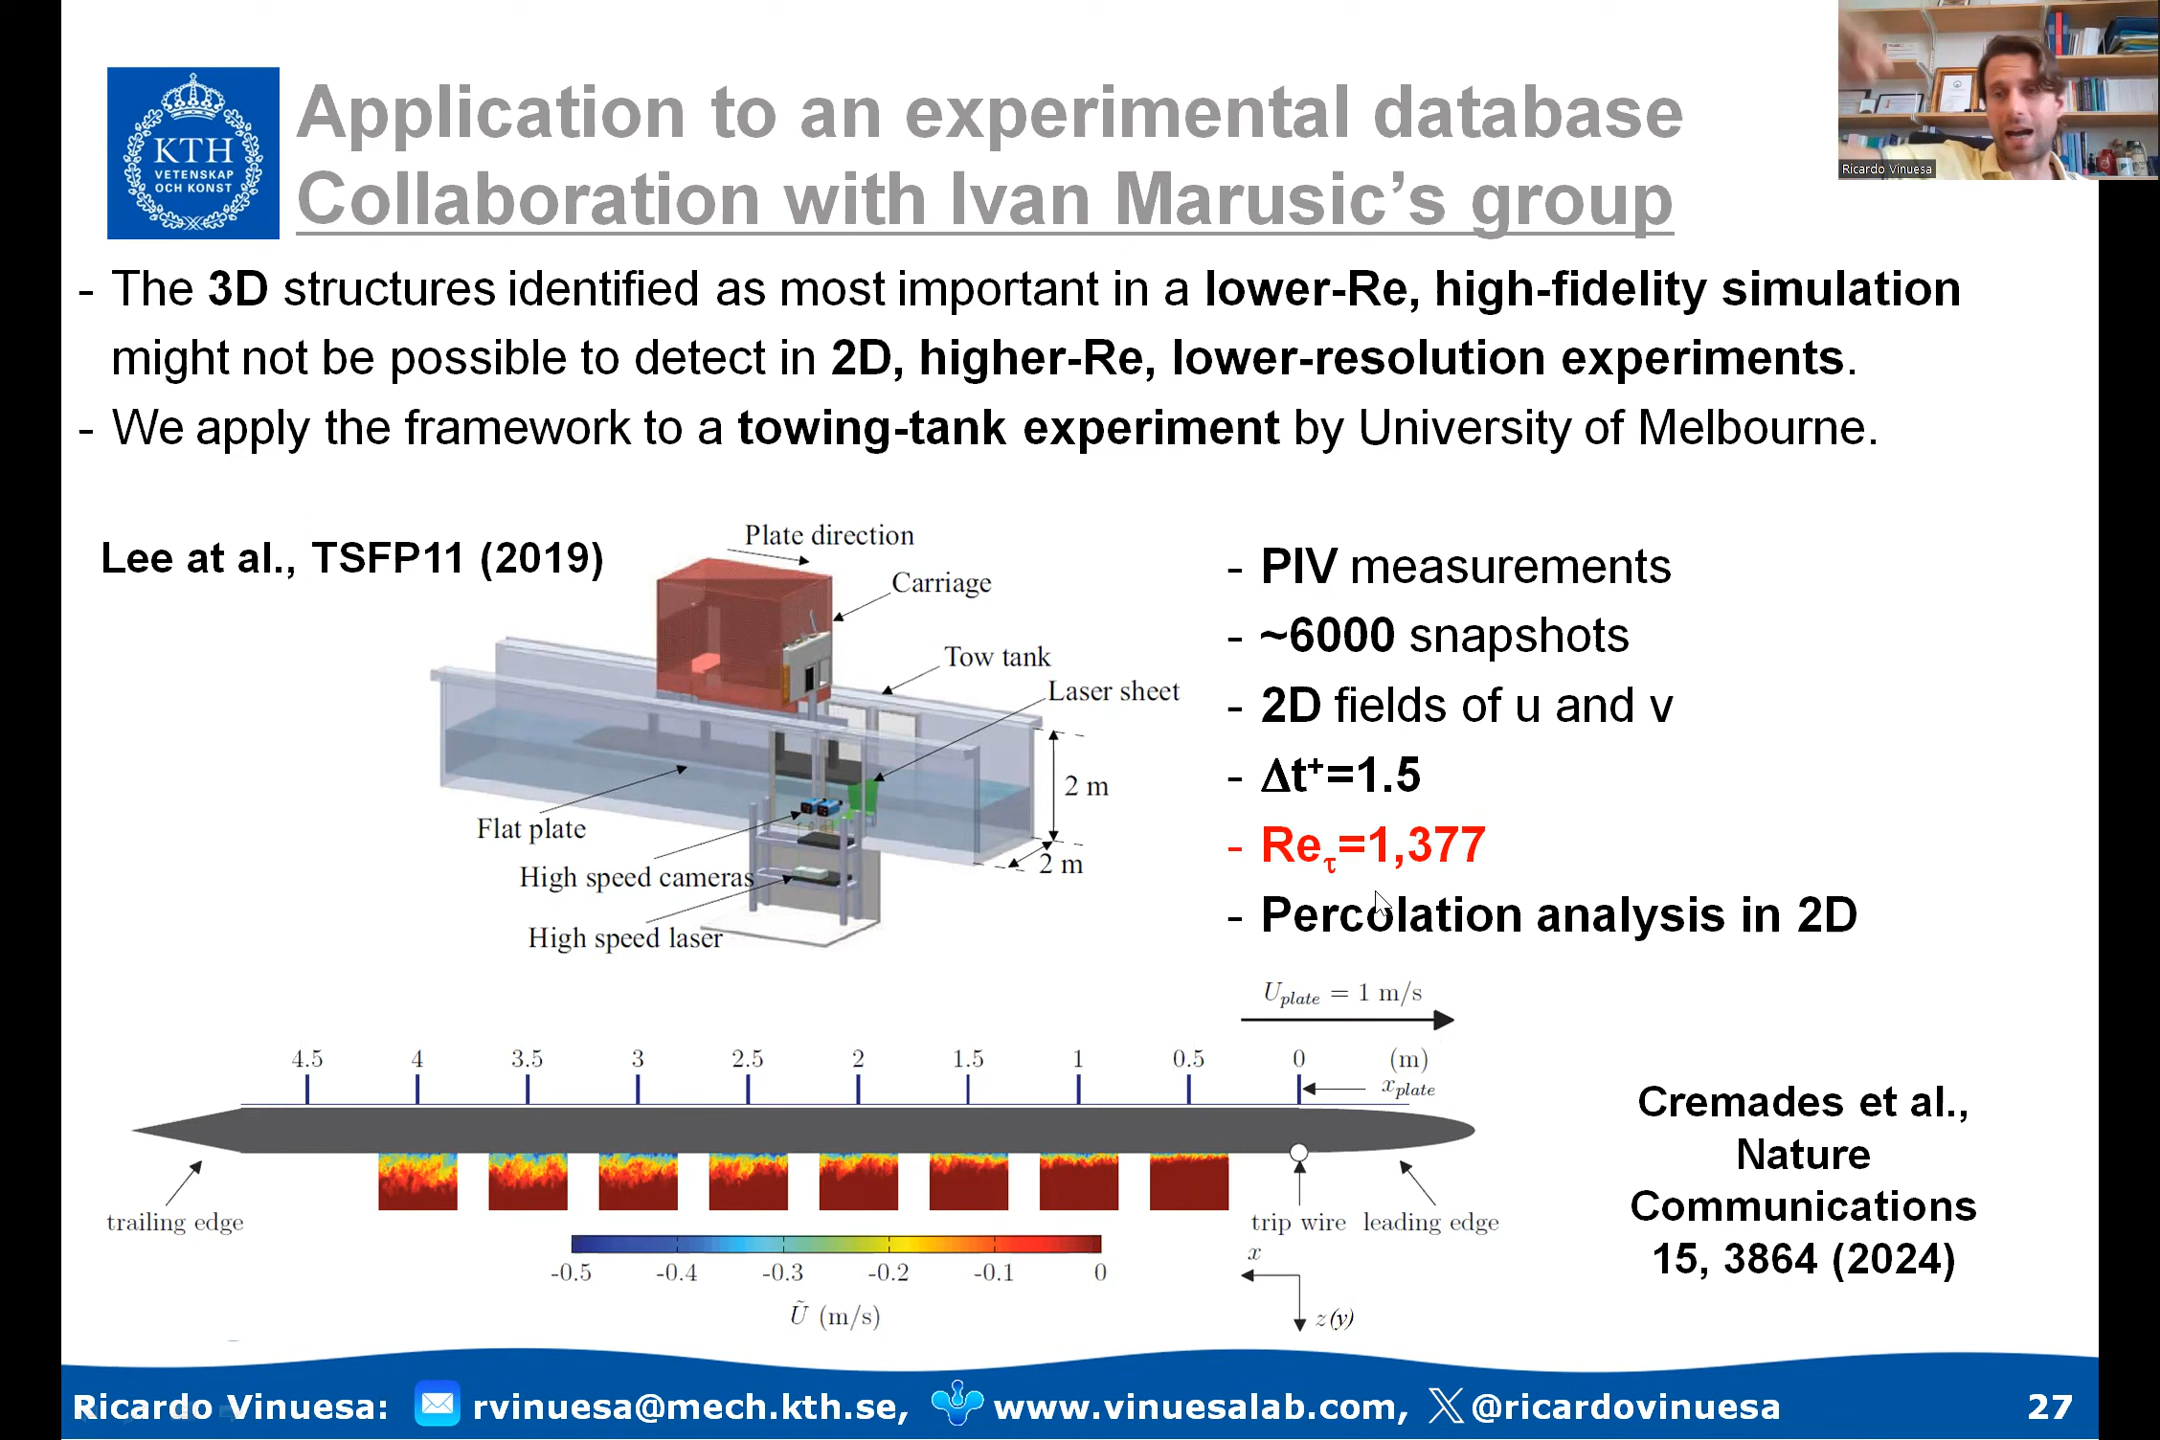 Application to an experimental database
Collaboration with Ivan Marusic's group
KTH
VETENSKAP
OCH KONST
Ricardo Vinuesa
- The 3D structures identified as most important in a lower-Re, high-fidelity simulation
might not be possible to detect in 2D, higher-Re, lower-resolution experiments.
- We apply the framework to a towing-tank experiment by University of Melbourne.
Lee at al., TSFP11 (2019)
Plate direction
Carriage
Tow tank
Laser sheet
2 m
2 m
Flat plate
High speed cameras
High speed laser
- PIV measurements
- ~6000 snapshots
- 2D fields of u and v
- Δt+=1.5
- Reτ=1,377
- Percolation analysis in 2D
Uplate = 1 m/s
4.5 4 3.5 3 2.5 2 1.5 1 0.5 0 (m)
xplate
trailing edge
trip wire leading edge
x
z(y)
-0.5 -0.4 -0.3 -0.2 -0.1 0
Ũ (m/s)
Cremades et al.,
Nature
Communications
15, 3864 (2024)
Ricardo Vinuesa: rvinuesa@mech.kth.se, www.vinuesalab.com, @ricardovinuesa 27